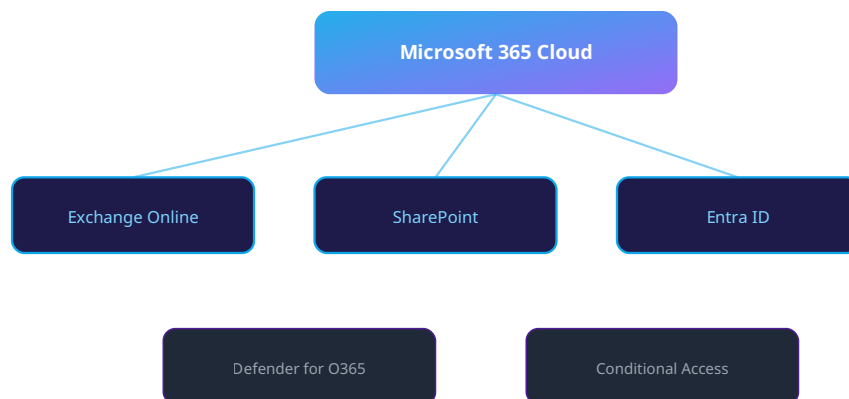 Microsoft 365 Cloud
Exchange Online
SharePoint
Entra ID
Defender for O365
Conditional Access